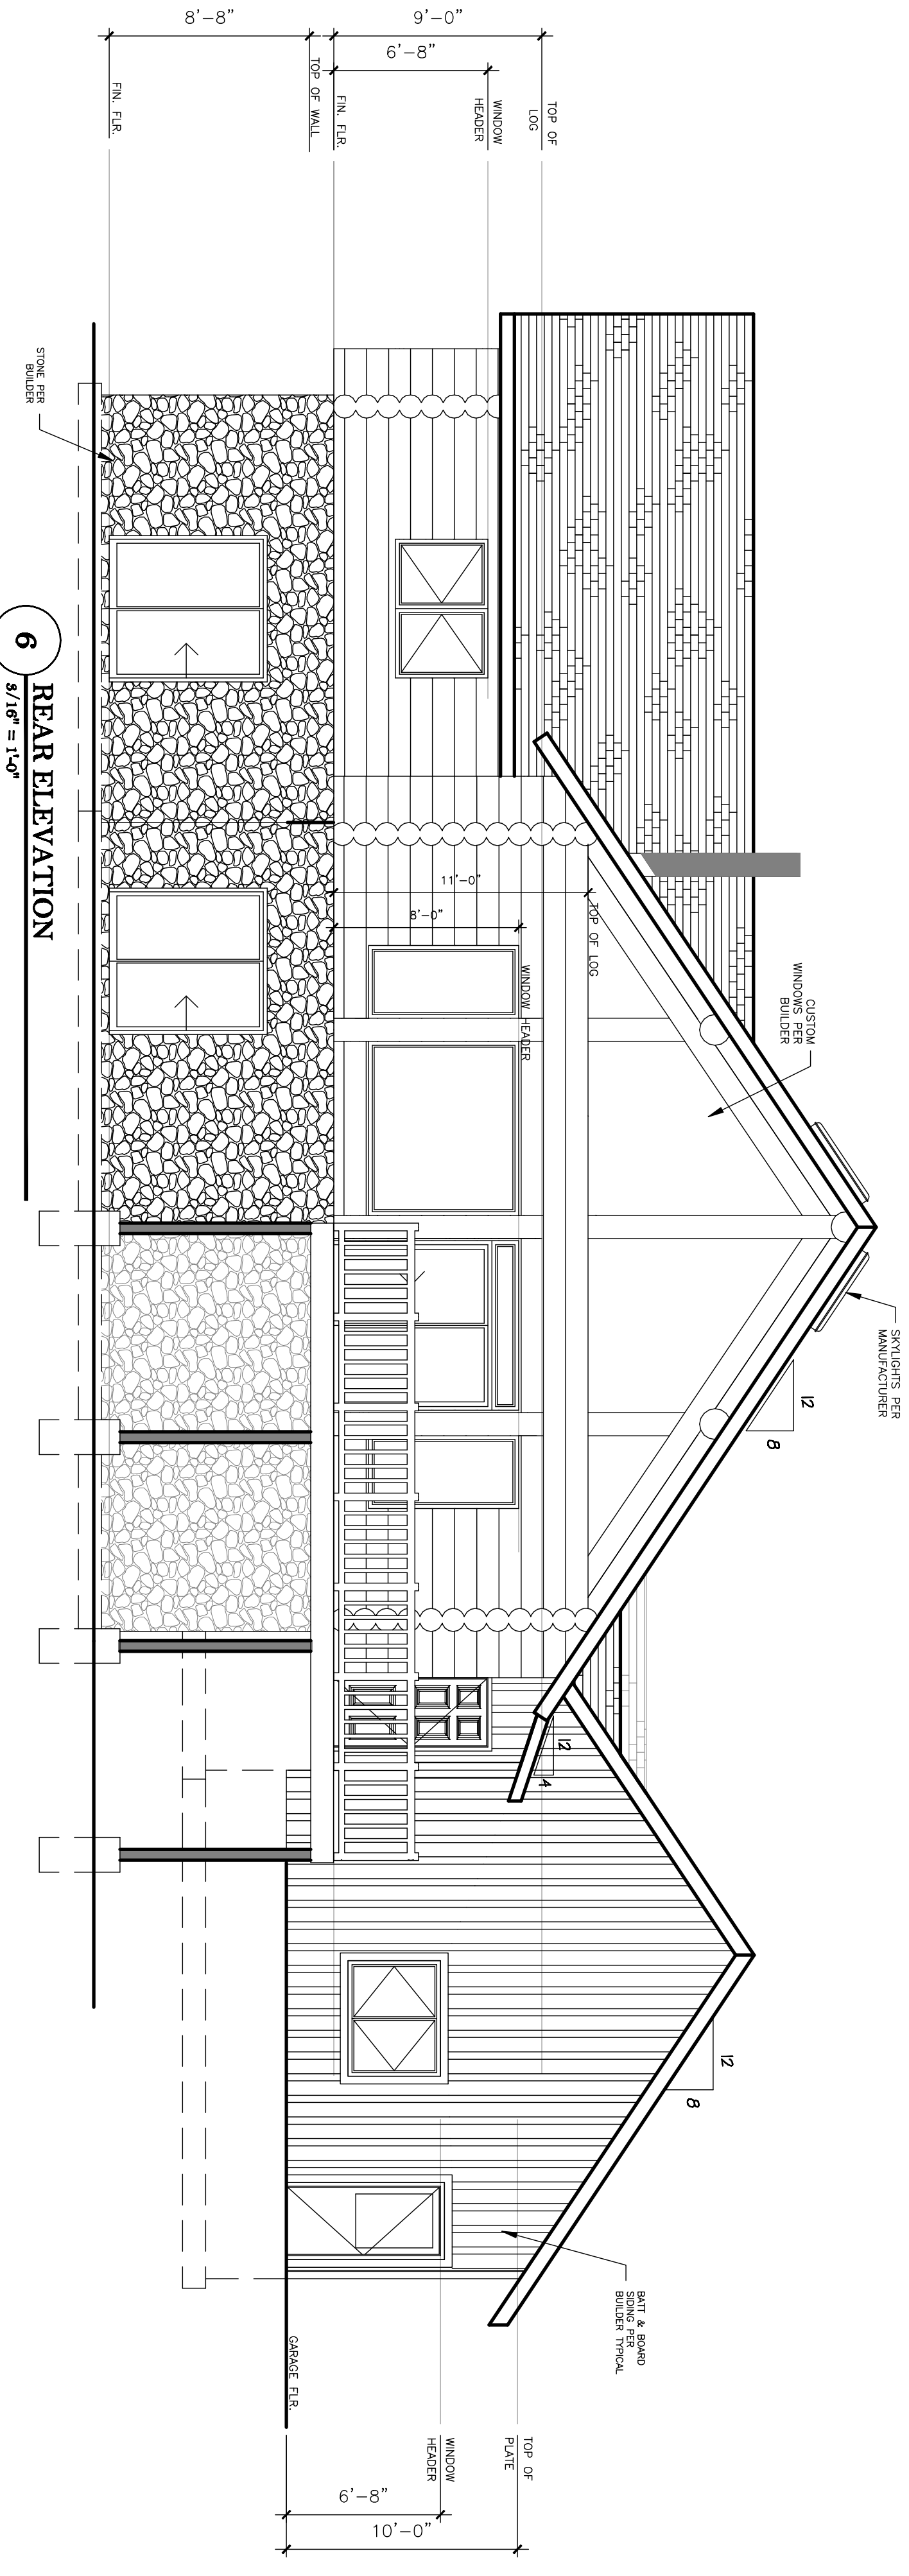 8'-8"
9'-0"
6'-8"
FIN. FLR.
TOP OF WALL
FIN. FLR.
WINDOW
HEADER
TOP OF
LOG
STONE PER
BUILDER
11'-0"
8'-0"
TOP OF LOG
WINDOW HEADER
CUSTOM
WINDOWS PER
BUILDER
SKYLIGHTS PER
MANUFACTURER
12
8
12
4
12
8
BATT & BOARD
SIDING PER
BUILDER TYPICAL
GARAGE FLR.
TOP OF
PLATE
WINDOW
HEADER
6'-8"
10'-0"
6
REAR ELEVATION
3/16" = 1'-0"